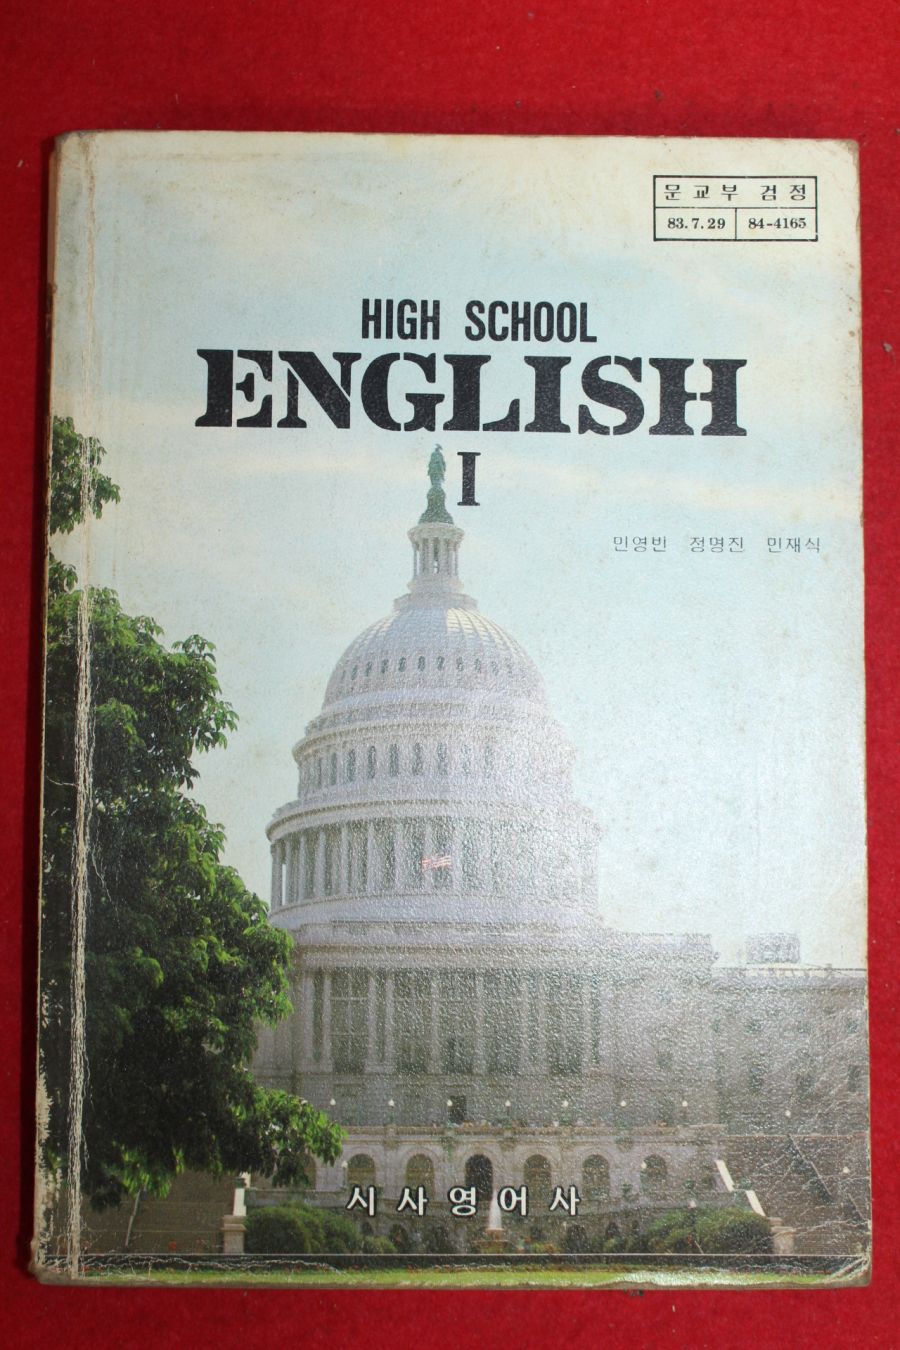 문교부 검정
83.7.29 84-4165
HIGH SCHOOL
ENGLISH
I
민영빈 정명진 민재식
시사영어사